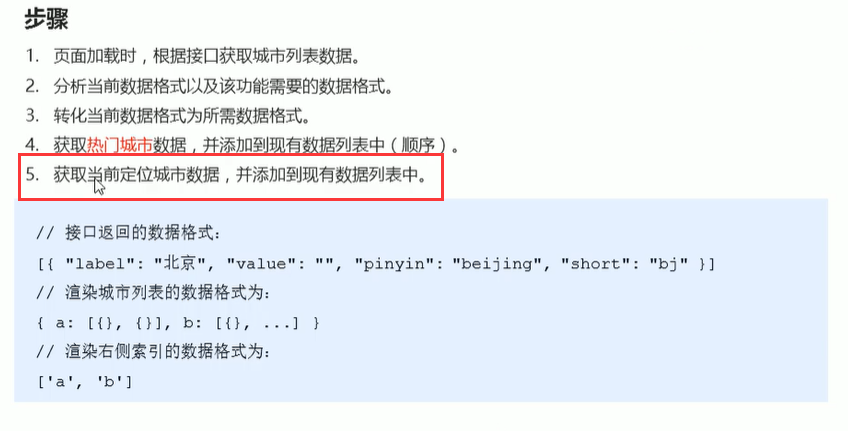 步骤
1. 页面加载时，根据接口获取城市列表数据。
2. 分析当前数据格式以及该功能需要的数据格式。
3. 转化当前数据格式为所需数据格式。
4. 获取热门城市数据，并添加到现有数据列表中（顺序）。
5. 获取当前定位城市数据，并添加到现有数据列表中。
// 接口返回的数据格式：
[{ "label": "北京", "value": "", "pinyin": "beijing", "short": "bj" }]
// 渲染城市列表的数据格式为：
{ a: [{}, {}], b: [{}, ...] }
// 渲染右侧索引的数据格式为：
['a', 'b']